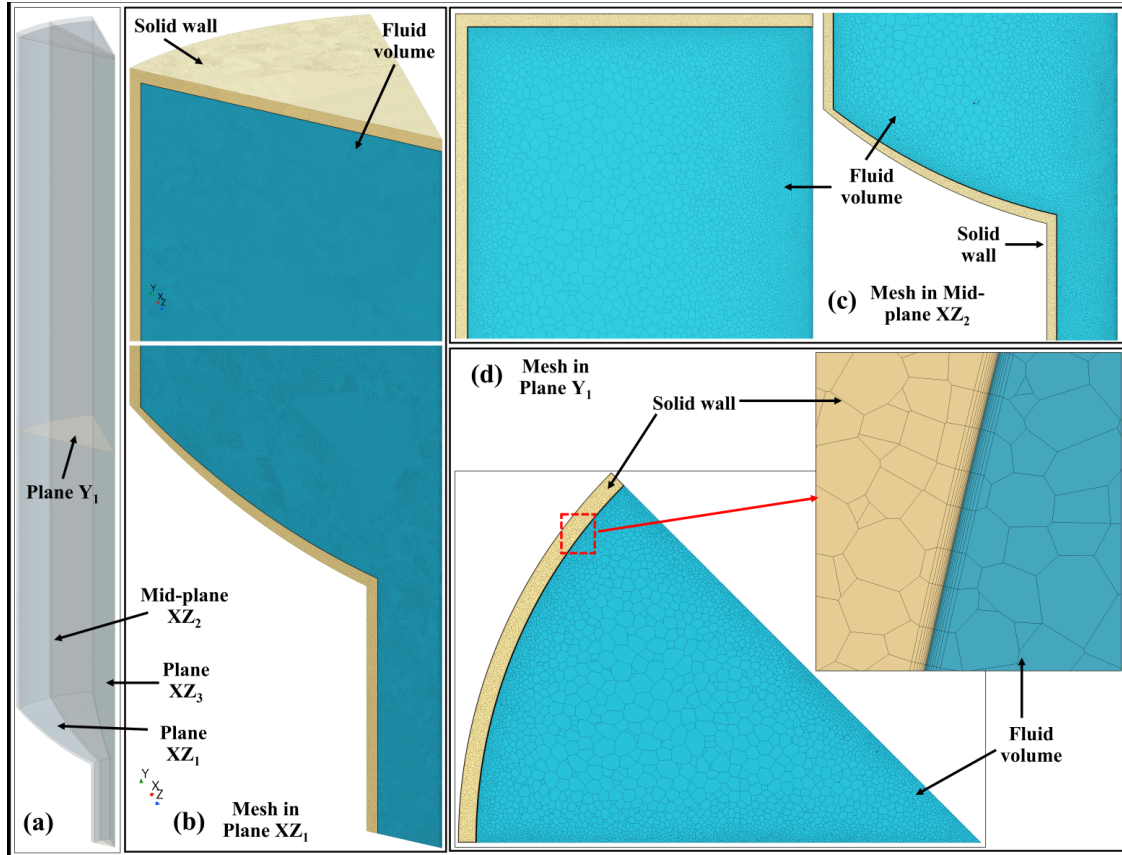 (a)
Plane Y₁
Mid-plane
XZ₂
Plane
XZ₃
Plane
XZ₁
Y
X
Z
Solid wall
Fluid
volume
Y
X
Z
(b)
Mesh in
Plane XZ₁
Fluid
volume
Solid
wall
(c)
Mesh in Mid-
plane XZ₂
(d)
Mesh in
Plane Y₁
Solid wall
Fluid
volume